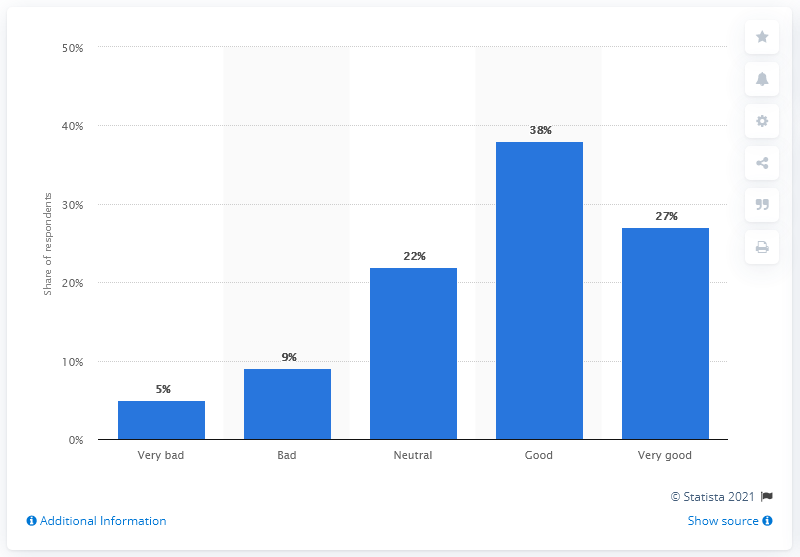 50%
40%
30%
20%
10%
0%
Share of respondents
5%
9%
22%
38%
27%
Very bad
Bad
Neutral
Good
Very good
© Statista 2021
Additional Information
Show source